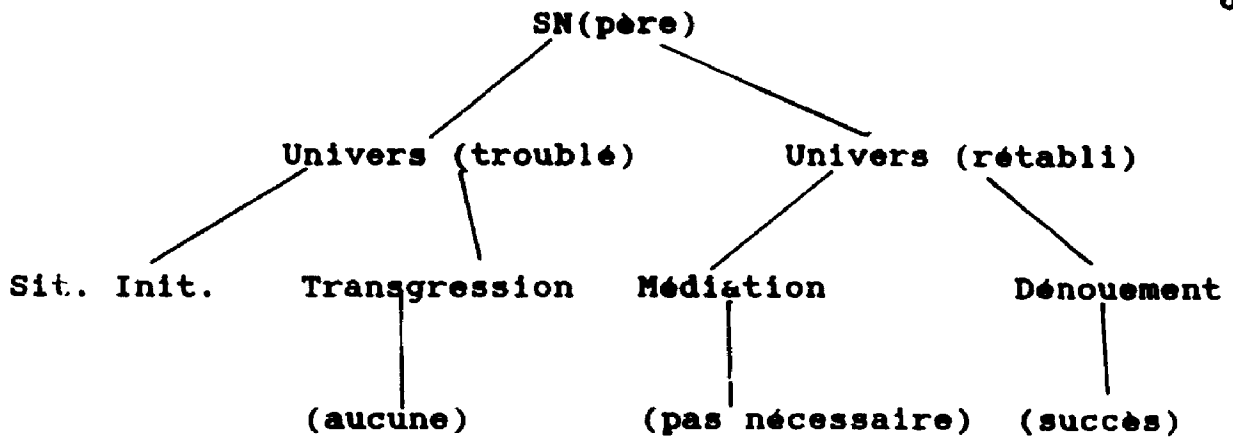 SN(père)
Univers (troublé) Univers (rétabli)
Sit. Init. Transgression Médiation Dénouement
(aucune) (pas nécessaire) (succès)